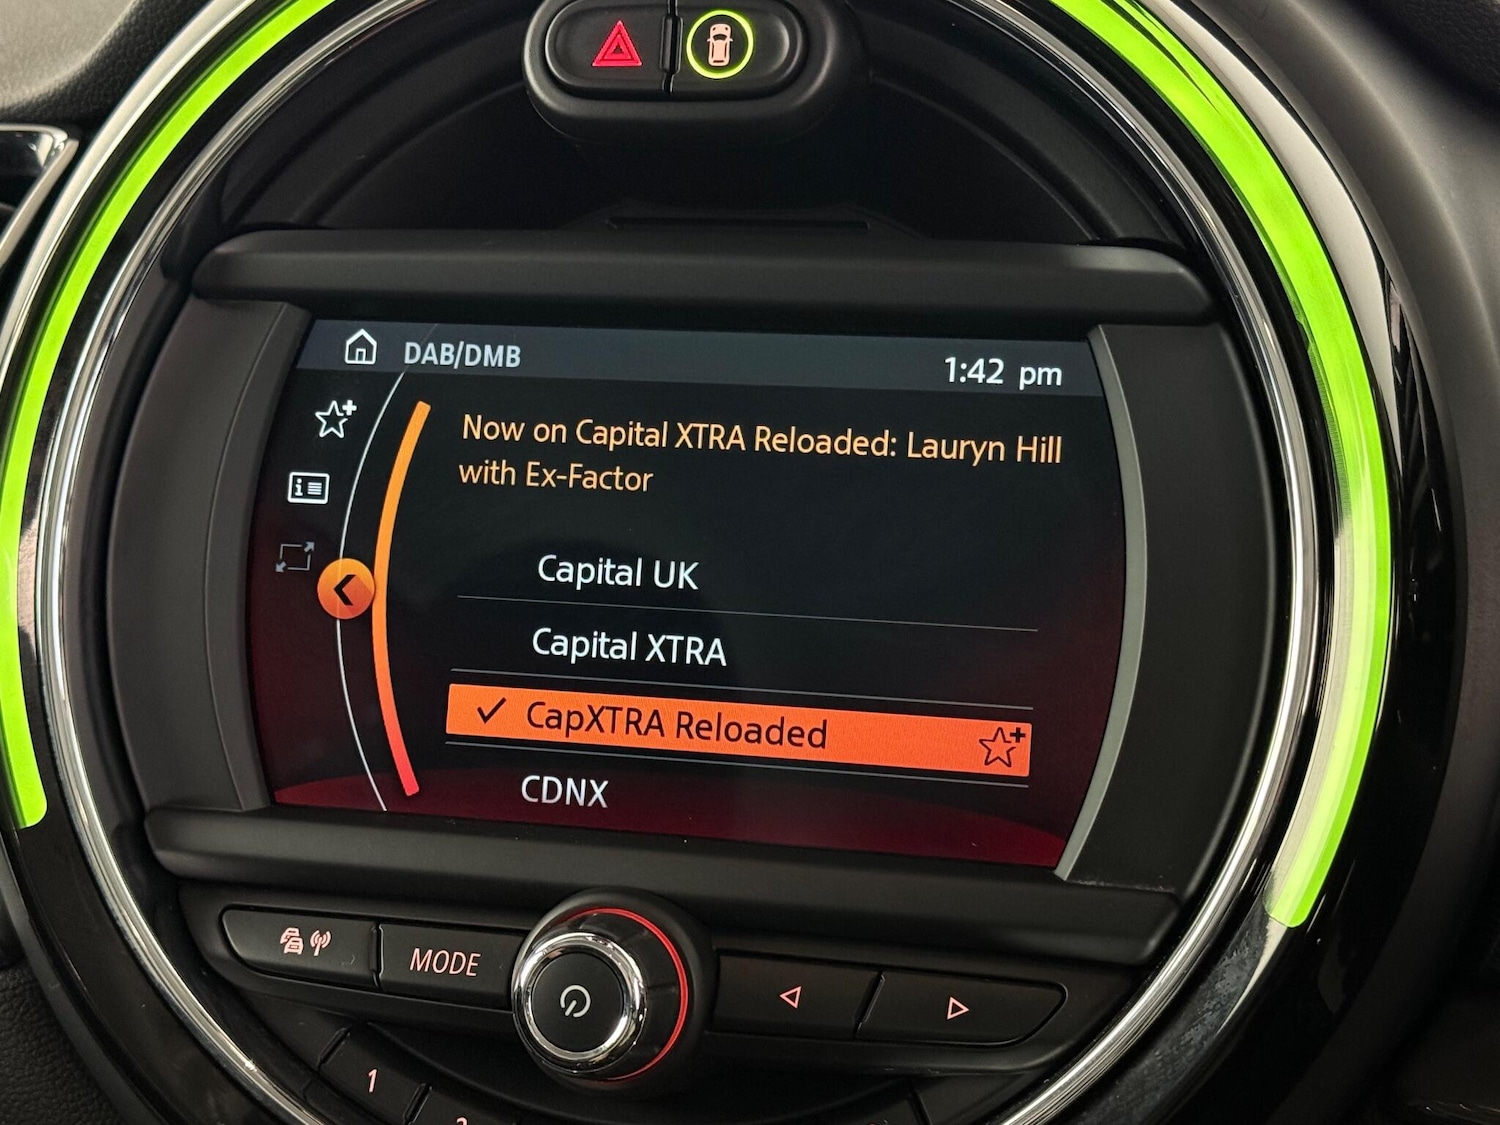 DAB/DMB
1:42 pm
Now on Capital XTRA Reloaded: Lauryn Hill
with Ex-Factor
Capital UK
Capital XTRA
CapXTRA Reloaded
CDNX
MODE
1
2